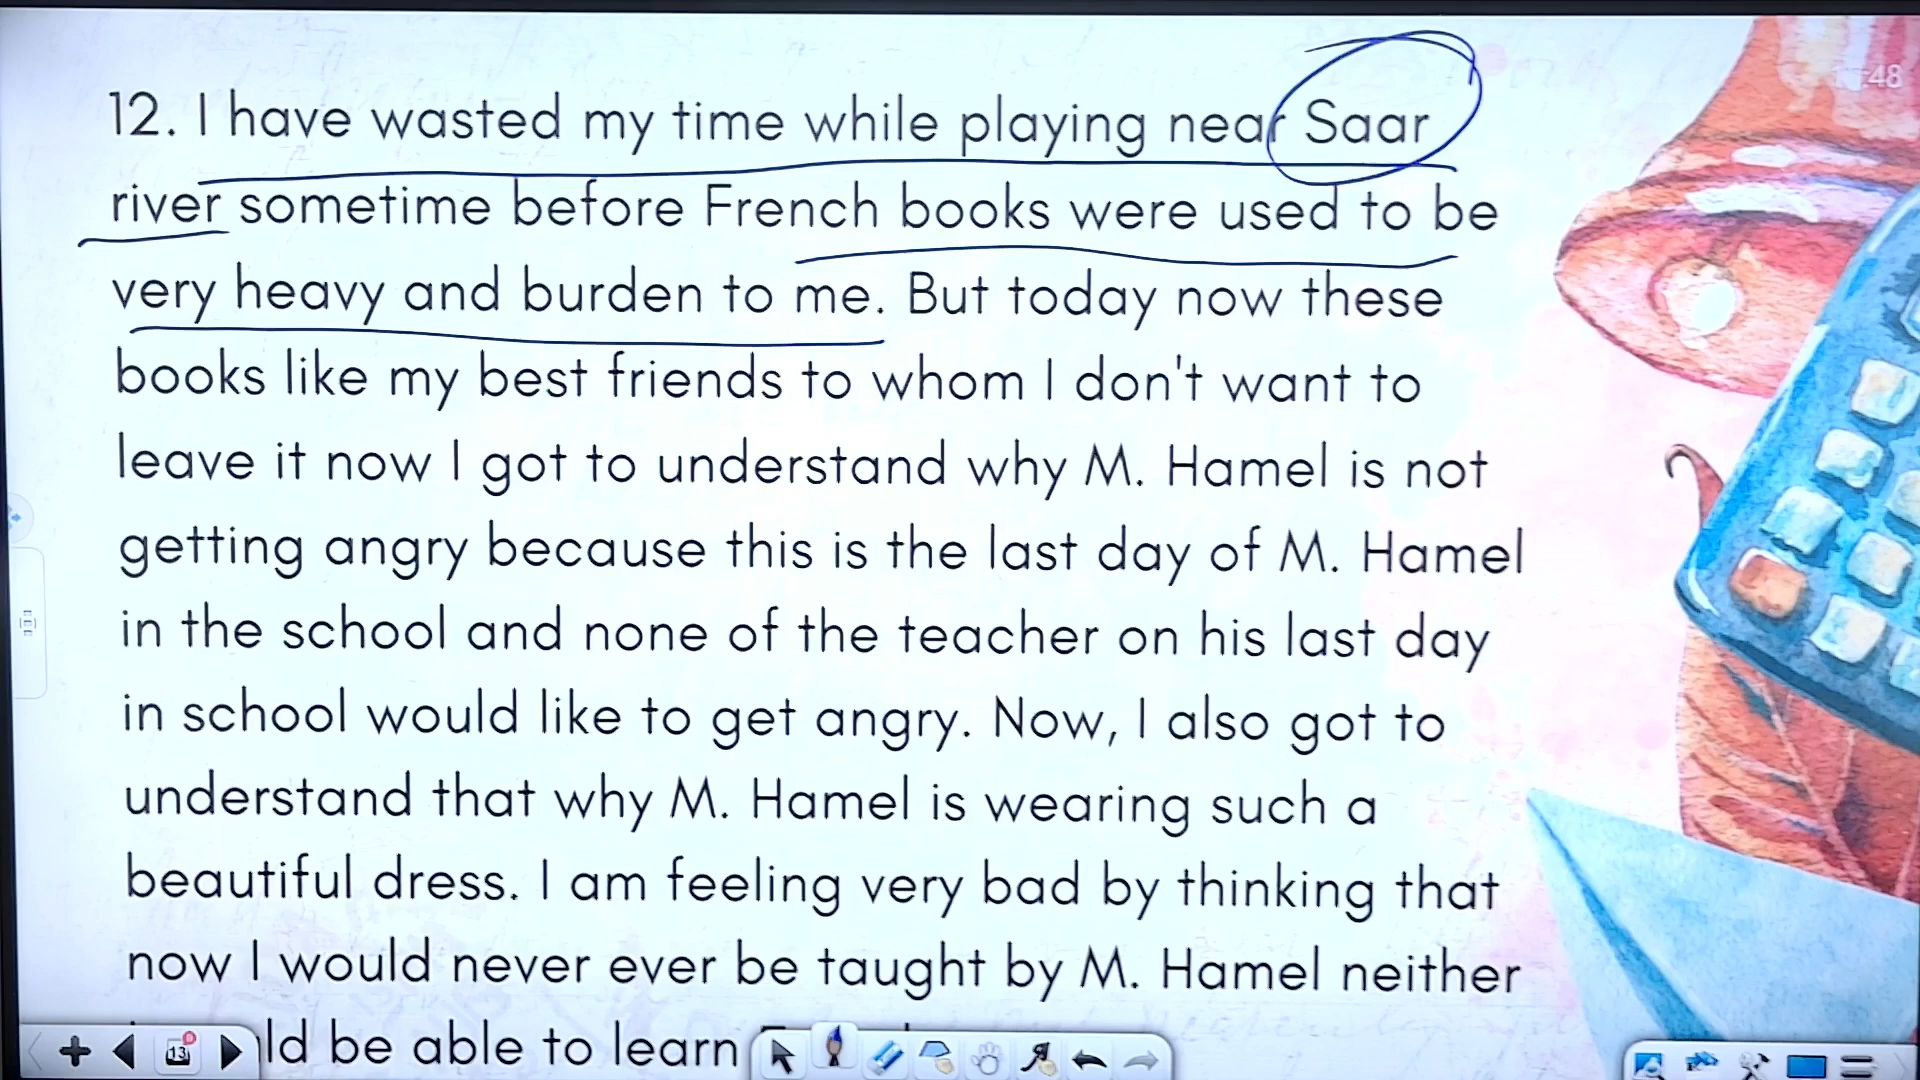 12. I have wasted my time while playing near Saar
river sometime before French books were used to be
very heavy and burden to me. But today now these
books like my best friends to whom I don't want to
leave it now I got to understand why M. Hamel is not
getting angry because this is the last day of M. Hamel
in the school and none of the teacher on his last day
in school would like to get angry. Now, I also got to
understand that why M. Hamel is wearing such a
beautiful dress. I am feeling very bad by thinking that
now I would never ever be taught by M. Hamel neither
be able to learn
13